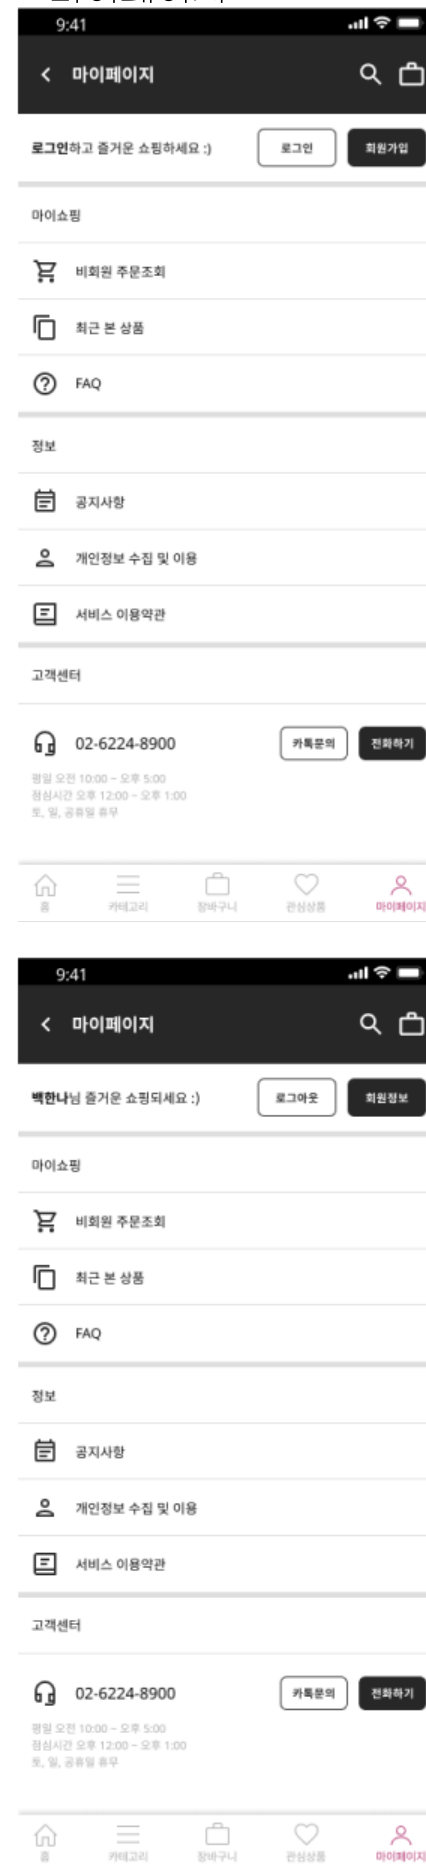 9:41
마이페이지
로그인하고 즐거운 쇼핑하세요 :)
로그인
회원가입
마이쇼핑
비회원 주문조회
최근 본 상품
FAQ
정보
공지사항
개인정보 수집 및 이용
서비스 이용약관
고객센터
02-6224-8900
카톡문의
전화하기
평일 오전 10:00 ~ 오후 5:00
점심시간 오후 12:00 ~ 오후 1:00
토, 일, 공휴일 휴무
홈
카테고리
장바구니
관심상품
마이페이지
9:41
마이페이지
백한나님 즐거운 쇼핑되세요 :)
로그아웃
회원정보
마이쇼핑
비회원 주문조회
최근 본 상품
FAQ
정보
공지사항
개인정보 수집 및 이용
서비스 이용약관
고객센터
02-6224-8900
카톡문의
전화하기
평일 오전 10:00 ~ 오후 5:00
점심시간 오후 12:00 ~ 오후 1:00
토, 일, 공휴일 휴무
홈
카테고리
장바구니
관심상품
마이페이지